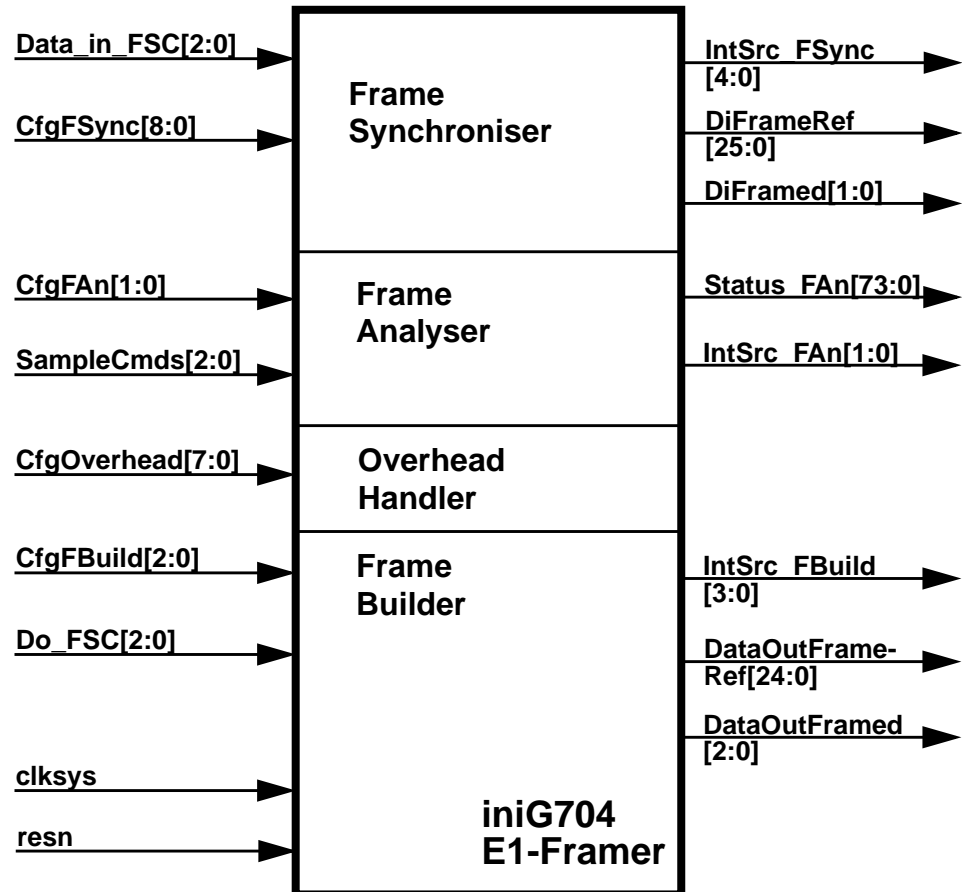 Data_in_FSC[2:0]
CfgFSync[8:0]
Frame
Synchroniser
IntSrc_FSync
[4:0]
DiFrameRef
[25:0]
DiFramed[1:0]
CfgFAn[1:0]
SampleCmds[2:0]
Frame
Analyser
Status_FAn[73:0]
IntSrc_FAn[1:0]
CfgOverhead[7:0]
Overhead
Handler
CfgFBuild[2:0]
Do_FSC[2:0]
Frame
Builder
IntSrc_FBuild
[3:0]
DataOutFrame-
Ref[24:0]
DataOutFramed
[2:0]
clksys
resn
iniG704
E1-Framer